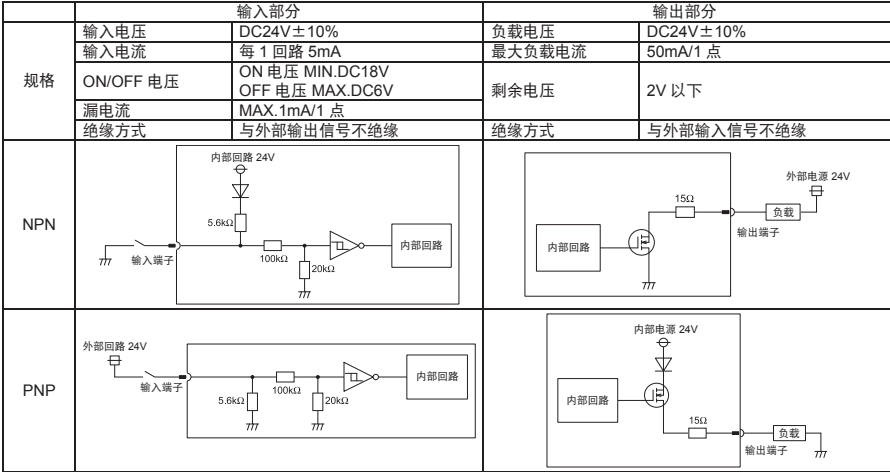 输入部分 输出部分
规格 输入电压 DC24V±10% 负载电压 DC24V±10%
输入电流 每 1 回路 5mA 最大负载电流 50mA/1 点
ON/OFF 电压 ON 电压 MIN.DC18V
OFF 电压 MAX.DC6V
剩余电压 2V 以下
漏电流 MAX.1mA/1 点
绝缘方式 与外部输出信号不绝缘 绝缘方式 与外部输入信号不绝缘
NPN
内部回路 24V
5.6kΩ
输入端子
100kΩ
20kΩ
内部回路
内部回路
15Ω
外部电源 24V
负载
输出端子
PNP
外部回路 24V
输入端子
5.6kΩ
100kΩ
20kΩ
内部回路
内部电源 24V
内部回路
15Ω
负载
输出端子